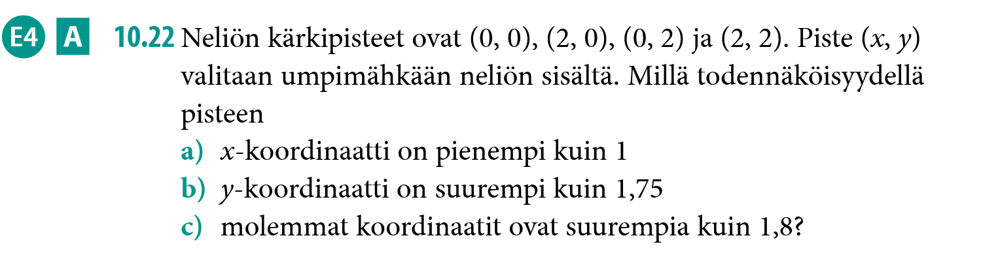 E4 A 10.22 Neliön kärkipisteet ovat (0, 0), (2, 0), (0, 2) ja (2, 2). Piste (x, y)
valitaan umpimähkään neliön sisältä. Millä todennäköisyydellä
pisteen
a) x-koordinaatti on pienempi kuin 1
b) y-koordinaatti on suurempi kuin 1,75
c) molemmat koordinaatit ovat suurempia kuin 1,8?